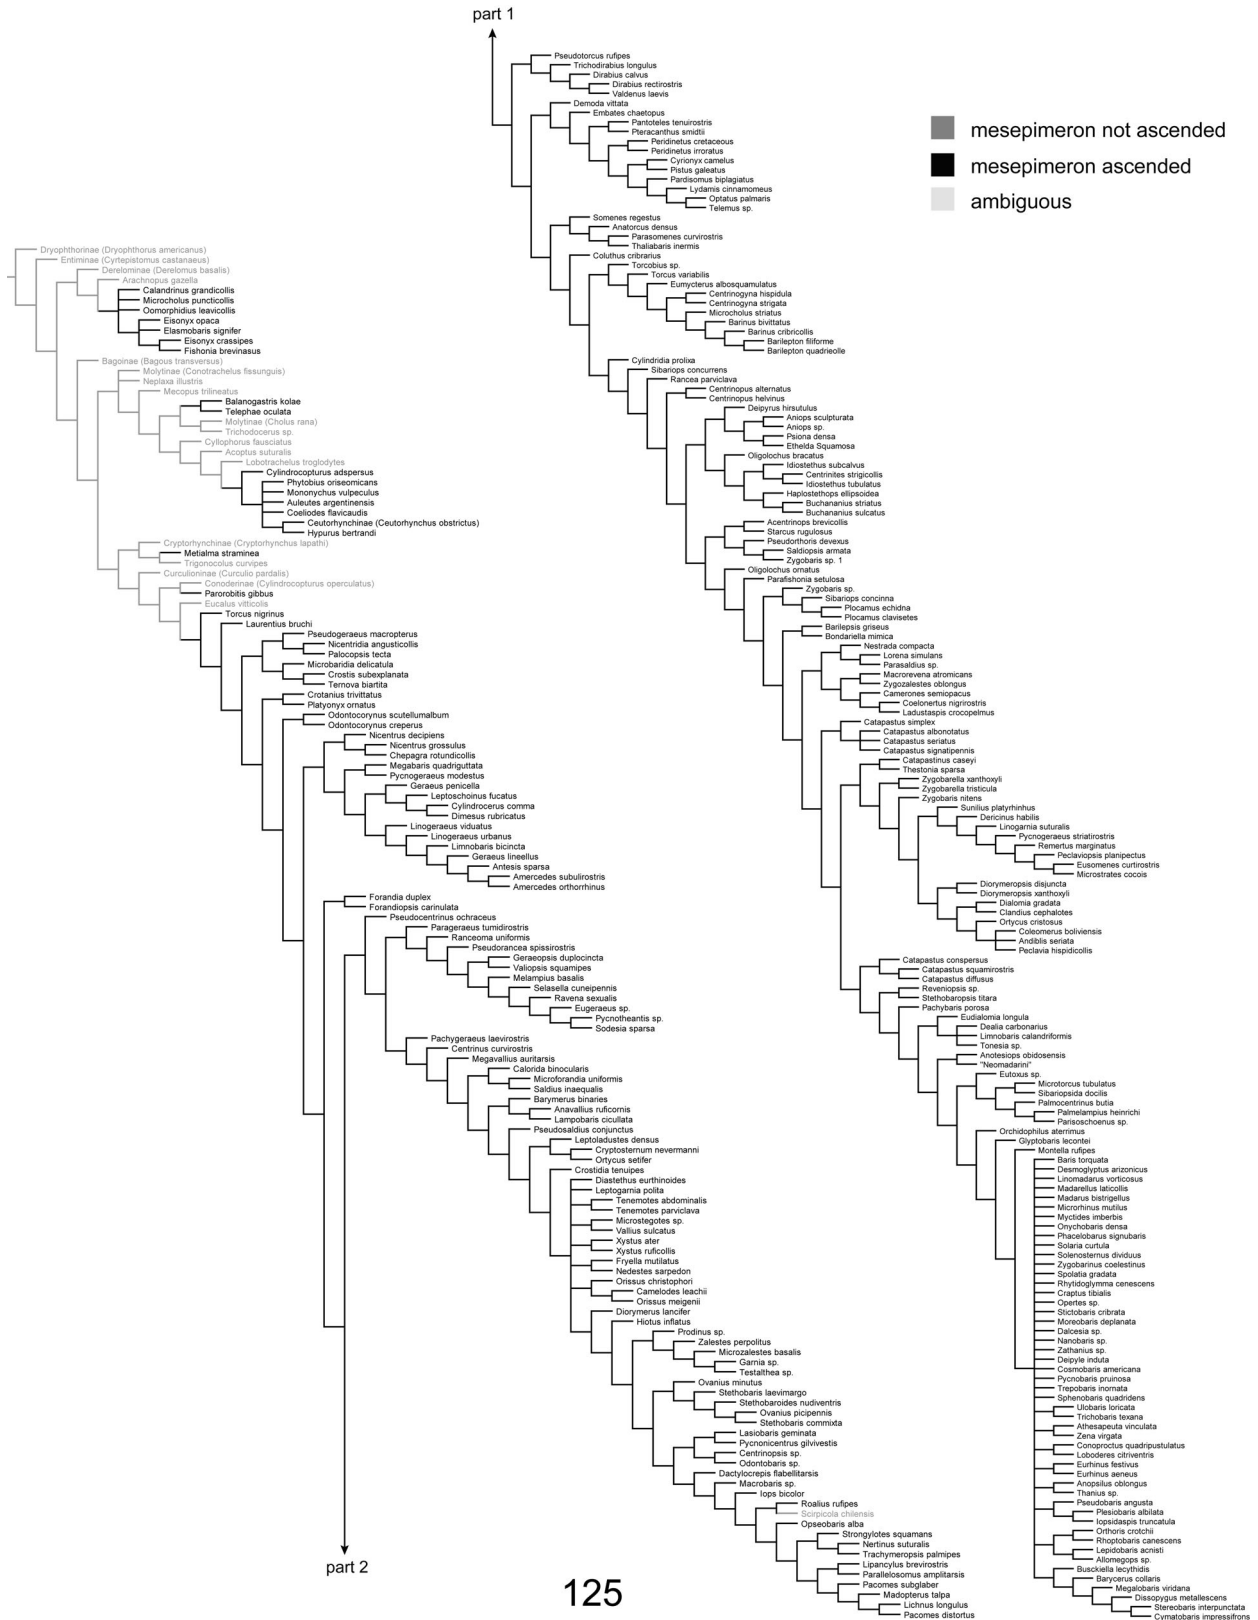 part 1
mesepimeron not ascended
mesepimeron ascended
ambiguous
Dryophthorinae (Dryophthorus americanus)
Entiminae (Cyrtepistomus castanaeus)
Derelominae (Derelomus basalis)
Arachnopus gazella
Calandrinus grandicollis
Microcholus puncticollis
Oomorphidius leavicollis
Eisonyx opaca
Elasmobaris signifer
Eisonyx crassipes
Fishonia brevinasus
Bagoinae (Bagous transversus)
Molytinae (Conotrachelus fissunguis)
Neplaxa illustris
Mecopus trilineatus
Balanogastris kolae
Telephae oculata
Molytinae (Cholus rana)
Trichodocerus sp.
Cyllophorus fausciatus
Acoptus suturalis
Lobotrachelus troglodytes
Cylindrocopturus adspersus
Phytobius oriseomicans
Mononychus vulpeculus
Auleutes argentinensis
Coeliodes flavicaudis
Ceutorhynchinae (Ceutorhynchus obstrictus)
Hypurus bertrandi
Cryptorhynchinae (Cryptorhynchus lapathi)
Metialma straminea
Trigonocolus curvipes
Curculioninae (Curculio pardalis)
Conoderinae (Cylindrocopturus operculatus)
Parorobitis gibbus
Eucalus vitticolis
Torcus nigrinus
Laurentius bruchi
Pseudogeraeus macropterus
Nicentridia angusticollis
Palocopsis tecta
Microbaridia delicatula
Crostis subexplanata
Ternova biartita
Crotanius trivittatus
Platyonyx ornatus
Odontocorynus scutellumalbum
Odontocorynus creperus
Nicentrus decipiens
Nicentrus grossulus
Chepagra rotundicollis
Megabaris quadriguttata
Pycnogeraeus modestus
Geraeus penicella
Leptoschoinus fucatus
Cylindrocerus comma
Dimesus rubricatus
Linogeraeus viduatus
Linogeraeus urbanus
Limnobaris bicincta
Geraeus lineellus
Antesis sparsa
Amercedes subulirostris
Amercedes orthorrhinus
Forandia duplex
Forandiopsis carinulata
Pseudocentrinus ochraceus
Parageraeus tumidirostris
Ranceoma uniformis
Pseudorancea spissirostris
Geraeopsis duplocincta
Valiopsis squamipes
Melampius basalis
Selasella cuneipennis
Ravena sexualis
Eugeraeus sp.
Pycnotheantis sp.
Sodesia sparsa
Pachygeraeus laevirostris
Centrinus curvirostris
Megavallius auritarsis
Calorida binocularis
Microforandia uniformis
Saldius inaequalis
Barymerus binaries
Anavallius ruficornis
Lampobaris cicullata
Pseudosaldius conjunctus
Leptoladustes densus
Cryptosternum nevermanni
Ortycus setifer
Crostidia tenuipes
Diastethus eurthinoides
Leptogarnia polita
Tenemotes abdominalis
Tenemotes parviclava
Microstegotes sp.
Vallius sulcatus
Xystus ater
Xystus ruficollis
Fryella mutilatus
Nedestes sarpedon
Orissus christophori
Camelodes leachii
Orissus meigenii
Diorymerus lancifer
Hiotus inflatus
Prodinus sp.
Zalestes perpolitus
Microzalestes basalis
Garnia sp.
Testalthea sp.
Ovanius minutus
Stethobaris laevimargo
Stethobaroides nudiventris
Ovanius picipennis
Stethobaris commixta
Lasiobaris geminata
Pycnonicentrus gilvivestis
Centrinopsis sp.
Odontobaris sp.
Dactylocrepis flabellitarsis
Macrobaris sp.
Iops bicolor
Roalius rufipes
Scirpicola chilensis
Opseobaris alba
Strongylotes squamans
Nertinus suturalis
Trachymeropsis palmipes
Lipancylus brevirostris
Parallelosomus amplitarsis
Pacomes subglaber
Madopterus talpa
Lichnus longulus
Pacomes distortus
part 2
Pseudotorcus rufipes
Trichodirabius longulus
Dirabius calvus
Dirabius rectirostris
Valdenus laevis
Demoda vittata
Embates chaetopus
Pantoteles tenuirostris
Pteracanthus smidtii
Peridinetus cretaceous
Peridinetus irroratus
Cyrionyx camelus
Pistus galeatus
Pardisomus biplagiatus
Lydamis cinnamomeus
Optatus palmaris
Telemus sp.
Somenes regestus
Anatorcus densus
Parasomenes curvirostris
Thaliabaris inermis
Coluthus cribrarius
Torcobius sp.
Torcus variabilis
Eumycterus albosquamulatus
Centrinogyna hispidula
Centrinogyna strigata
Microcholus striatus
Barinus bivittatus
Barinus cribricollis
Barilepton filiforme
Barilepton quadrieolle
Cylindridia prolixa
Sibariops concurrens
Rancea parviclava
Centrinopus alternatus
Centrinopus helvinus
Deipyrus hirsutulus
Aniops sculpturata
Aniops sp.
Psiona densa
Ethelda Squamosa
Oligolochus bracatus
Idiostethus subcalvus
Centrinites strigicollis
Idiostethus tubulatus
Haplostethops ellipsoidea
Buchananius striatus
Buchananius sulcatus
Acentrinops brevicollis
Starcus rugulosus
Pseudorthoris devexus
Saldiopsis armata
Zygobaris sp. 1
Oligolochus ornatus
Parafishonia setulosa
Zygobaris sp.
Sibariops concinna
Plocamus echidna
Plocamus clavisetes
Barilepsis griseus
Bondariella mimica
Nestrada compacta
Lorena simulans
Parasaldius sp.
Macrorevena atromicans
Zygozalestes oblongus
Camerones semiopacus
Coelonertus nigrirostris
Ladustaspis crocopelmus
Catapastus simplex
Catapastus albonotatus
Catapastus seriatus
Catapastus signatipennis
Catapastinus caseyi
Thestonia sparsa
Zygobarella xanthoxyli
Zygobarella tristicula
Zygobaris nitens
Sunilius platyrhinhus
Dericinus habilis
Linogarnia suturalis
Pycnogeraeus striatirostris
Remertus marginatus
Peclaviopsis planipectus
Eusomenes curtirostris
Microstrates cocois
Diorymeropsis disjuncta
Diorymeropsis xanthoxyli
Dialomia gradata
Clandius cephalotes
Ortycus cristosus
Coleomerus boliviensis
Andiblis seriata
Peclavia hispidicollis
Catapastus conspersus
Catapastus squamirostris
Catapastus diffusus
Reveniopsis sp.
Stethobaropsis titara
Pachybaris porosa
Eudialomia longula
Dealia carbonarius
Limnobaris calandriformis
Tonesia sp.
Anotesiops obidosensis
"Neomadarini"
Eutoxus sp.
Microtorcus tubulatus
Sibariopsida docilis
Palmocentrinus butia
Palmelampius heinrichi
Parisoschoenus sp.
Orchidophilus aterrimus
Glyptobaris lecontei
Montella rufipes
Baris torquata
Desmoglyptus arizonicus
Linomadarus vorticosus
Madarellus laticollis
Madarus bistrigellus
Microrhinus mutilus
Myctides imberbis
Onychobaris densa
Phacelobarus signubaris
Solaria curtula
Solenosternus dividuus
Zygobarinus coelestinus
Spolatia gradata
Rhytidoglymma cenescens
Craptus tibialis
Opertes sp.
Stictobaris cribrata
Moreobaris deplanata
Dalcesia sp.
Nanobaris sp.
Zathanius sp.
Deipyle induta
Cosmobaris americana
Pycnobaris pruinosa
Trepobaris inornata
Sphenobaris quadridens
Ulobaris loricata
Trichobaris texana
Athesapeuta vinculata
Zena virgata
Conoproctus quadripustulatus
Loboderes citriventris
Eurhinus festivus
Eurhinus aeneus
Anopsilus oblongus
Thanius sp.
Pseudobaris angusta
Plesiobaris albilata
Iopsidaspis truncatula
Orthoris crotchii
Rhoptobaris canescens
Lepidobaris acnisti
Allomegops sp.
Busckiella lecythidis
Barycerus collaris
Megalobaris viridana
Dissopygus metallescens
Stereobaris interpunctata
Cymatobaris impressifrons
125